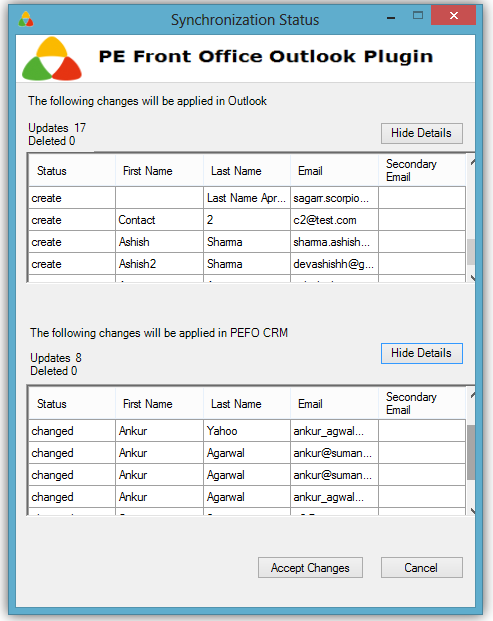 Synchronization Status
PE Front Office Outlook Plugin
The following changes will be applied in Outlook
Updates 17
Deleted 0
Hide Details
Status First Name Last Name Email Secondary Email
create Last Name Apr... sagarr.scorpio...
create Contact 2 c2@test.com
create Ashish Sharma sharma.ashish...
create Ashish2 Sharma devashishh@g...
The following changes will be applied in PEFO CRM
Updates 8
Deleted 0
Hide Details
Status First Name Last Name Email Secondary Email
changed Ankur Yahoo ankur_agwal...
changed Ankur Agarwal ankur@suman...
changed Ankur Agarwal ankur@suman...
changed Ankur Agarwal ankur_agwal...
Accept Changes Cancel